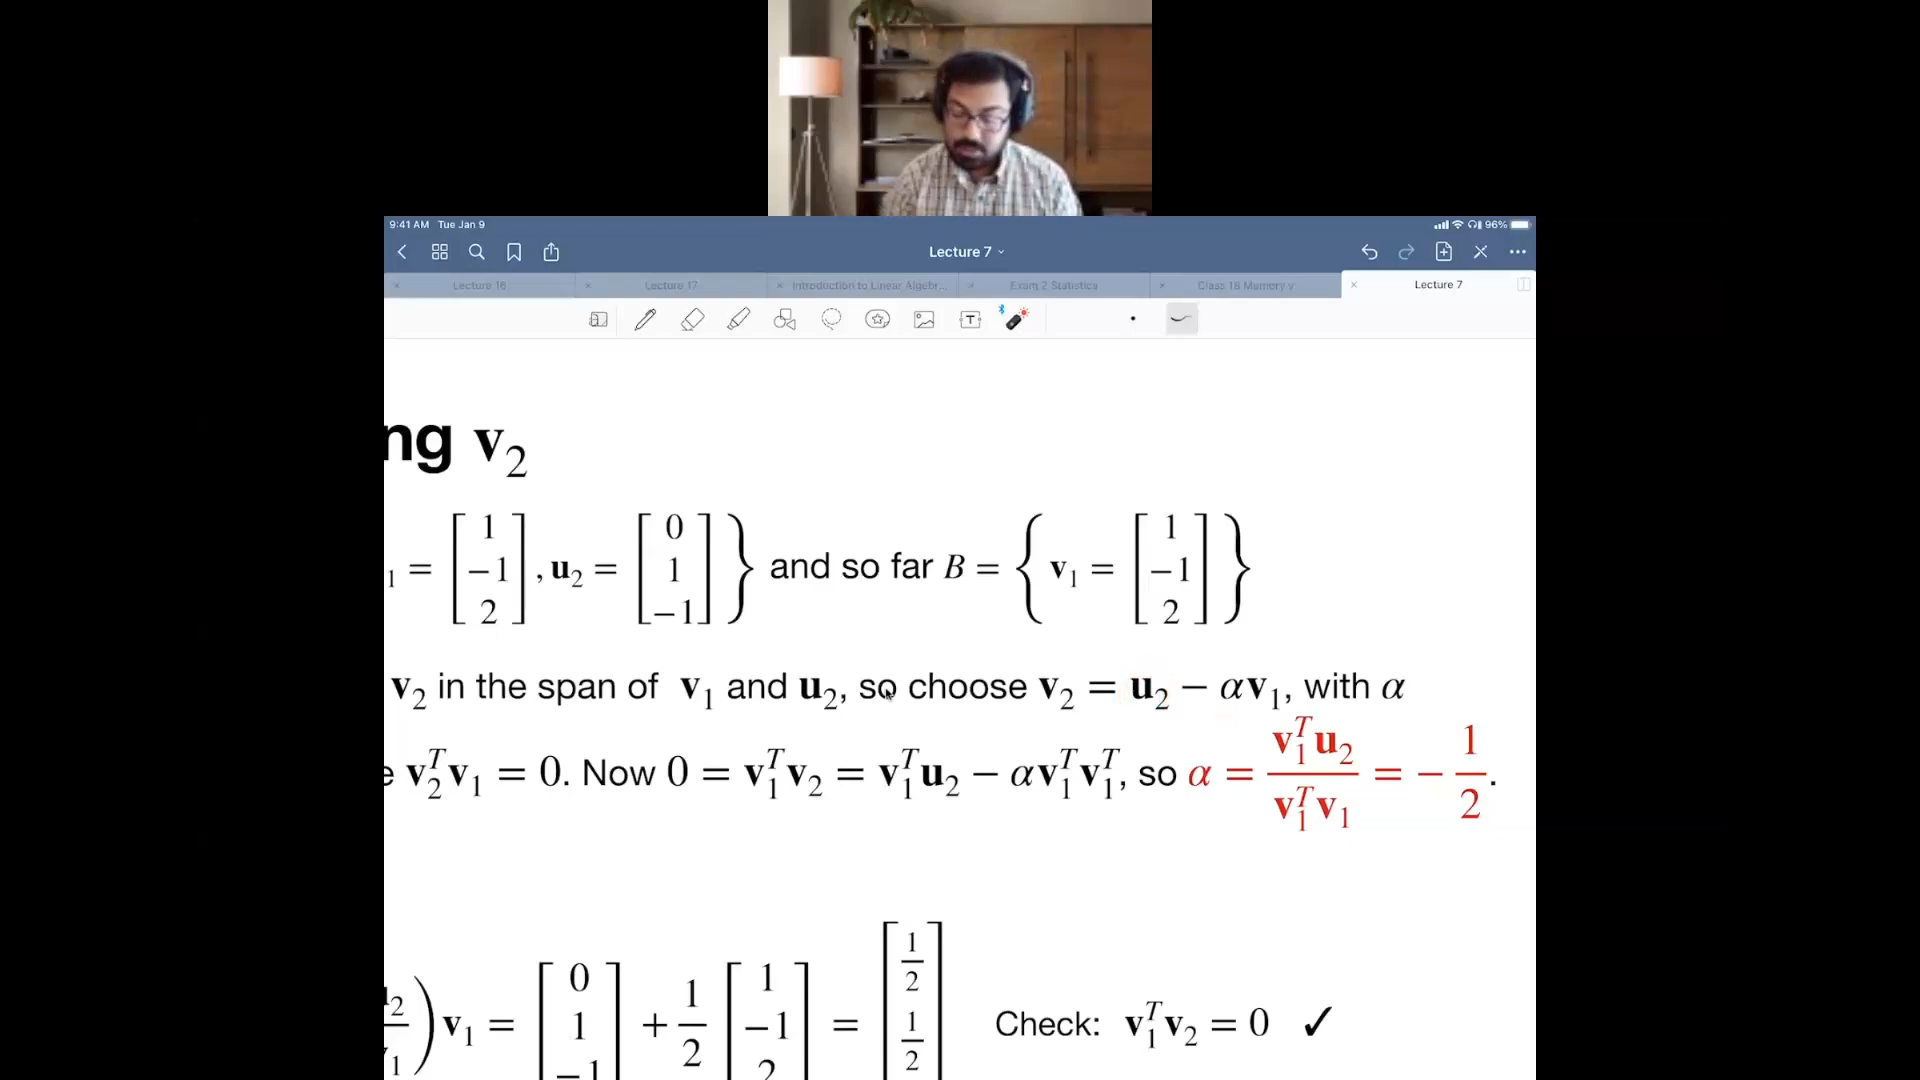 9:41 AM Tue Jan 9
96%
Lecture 7
Lecture 16
Lecture 17
Introduction to Linear Algebr...
Exam 2 Statistics
Class 18 Memory v
Lecture 7
ng v₂
₁ = [1 −1 2], u₂ = [0 1 −1]} and so far B = {v₁ = [1 −1 2]}
v₂ in the span of v₁ and u₂, so choose v₂ = u₂ − αv₁, with α
e v₂ᵀv₁ = 0. Now 0 = v₁ᵀv₂ = v₁ᵀu₂ − αv₁ᵀv₁ᵀ, so α = v₁ᵀu₂ / v₁ᵀv₁ = − 1/2.
)v₁ = [0 1 −1] + 1/2 [1 −1 2] = [1/2 1/2 Check: v₁ᵀv₂ = 0 ✓